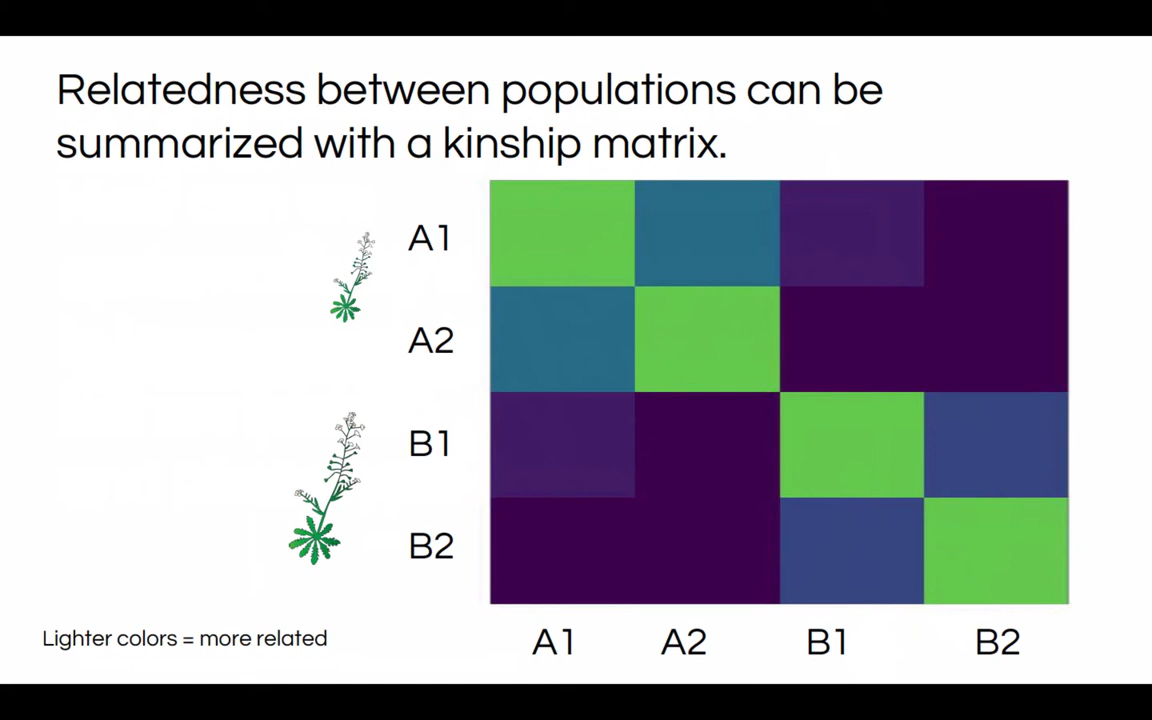 Relatedness between populations can be
summarized with a kinship matrix.
A1
A2
B1
B2
Lighter colors = more related
A1 A2 B1 B2